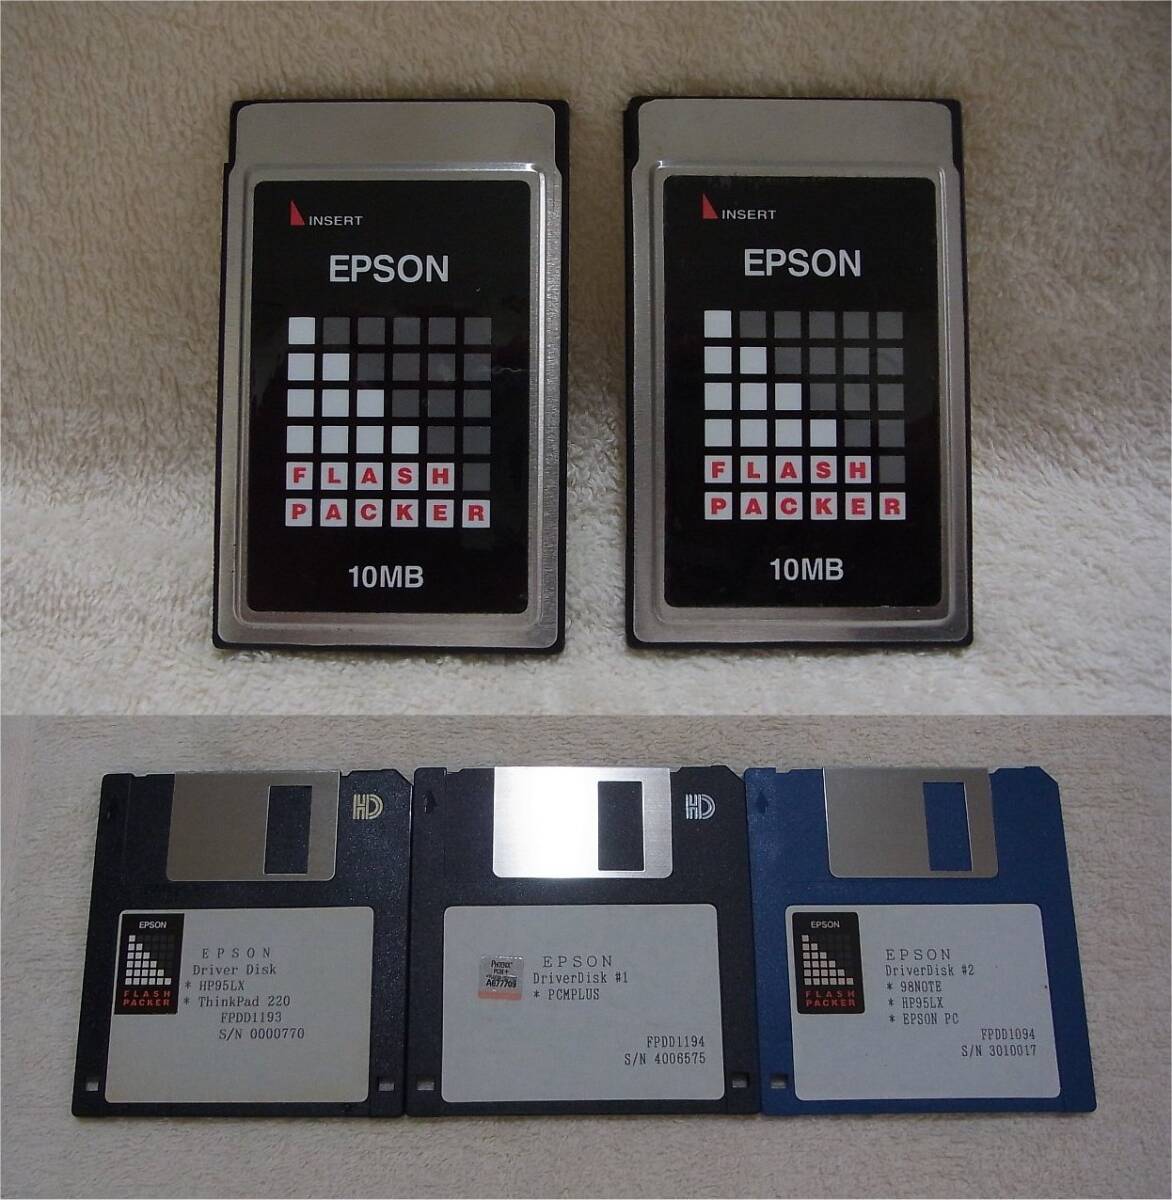 INSERT
EPSON
FLASH
PACKER
10MB
INSERT
EPSON
FLASH
PACKER
10MB
HD
EPSON
FLASH
PACKER
EPSON
Driver Disk
* HP95LX
* ThinkPad 220
FPDD1193
S/N 0000770
HD
PHOENIX
A677709
EPSON
DriverDisk #1
* PCMPLUS
FPDD1194
S/N 4006575
EPSON
FLASH
PACKER
EPSON
DriverDisk #2
* 98NOTE
* HP95LX
* EPSON PC
FPDD1094
S/N 3010017